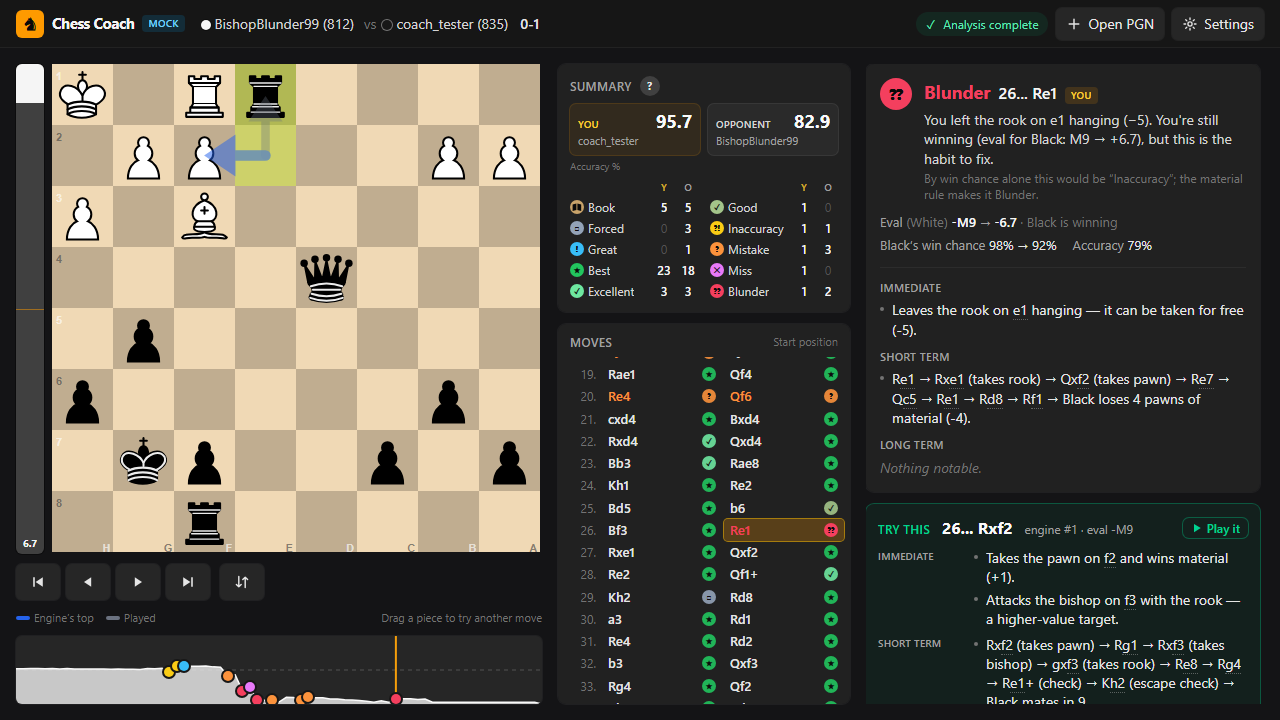 Chess Coach MOCK BishopBlunder99 (812) vs coach_tester (835) 0-1
✓ Analysis complete
+ Open PGN
Settings
1
2
3
4
5
6
7
8
H G F E D C B A
6.7
Engine's top Played
Drag a piece to try another move
SUMMARY ?
YOU 95.7
coach_tester
OPPONENT 82.9
BishopBlunder99
Accuracy %
Y O Y O
Book 5 5 Good 1 0
Forced 0 3 Inaccuracy 1 1
Great 0 1 Mistake 1 3
Best 23 18 Miss 1 0
Excellent 3 3 Blunder 1 2
MOVES Start position
19. Rae1 Qf4
20. Re4 Qf6
21. cxd4 Bxd4
22. Rxd4 Qxd4
23. Bb3 Rae8
24. Kh1 Re2
25. Bd5 b6
26. Bf3 Re1
27. Rxe1 Qxf2
28. Re2 Qf1+
29. Kh2 Rd8
30. a3 Rd1
31. Re4 Rd2
32. b3 Qxf3
33. Rg4 Qf2
?? Blunder 26... Re1 YOU
You left the rook on e1 hanging (−5). You're still
winning (eval for Black: M9 → +6.7), but this is the
habit to fix.
By win chance alone this would be "Inaccuracy"; the material
rule makes it Blunder.
Eval (White) -M9 → -6.7 · Black is winning
Black's win chance 98% → 92% Accuracy 79%
IMMEDIATE
Leaves the rook on e1 hanging — it can be taken for free
(-5).
SHORT TERM
Re1 → Rxe1 (takes rook) → Qxf2 (takes pawn) → Re7 →
Qc5 → Re1 → Rd8 → Rf1 → Black loses 4 pawns of
material (-4).
LONG TERM
Nothing notable.
TRY THIS 26... Rxf2 engine #1 · eval -M9
Play it
IMMEDIATE
Takes the pawn on f2 and wins material
(+1).
Attacks the bishop on f3 with the rook —
a higher-value target.
SHORT TERM
Rxf2 (takes pawn) → Rg1 → Rxf3 (takes
bishop) → gxf3 (takes rook) → Re8 → Rg4
→ Re1+ (check) → Kh2 (escape check) →
Black mates in 9